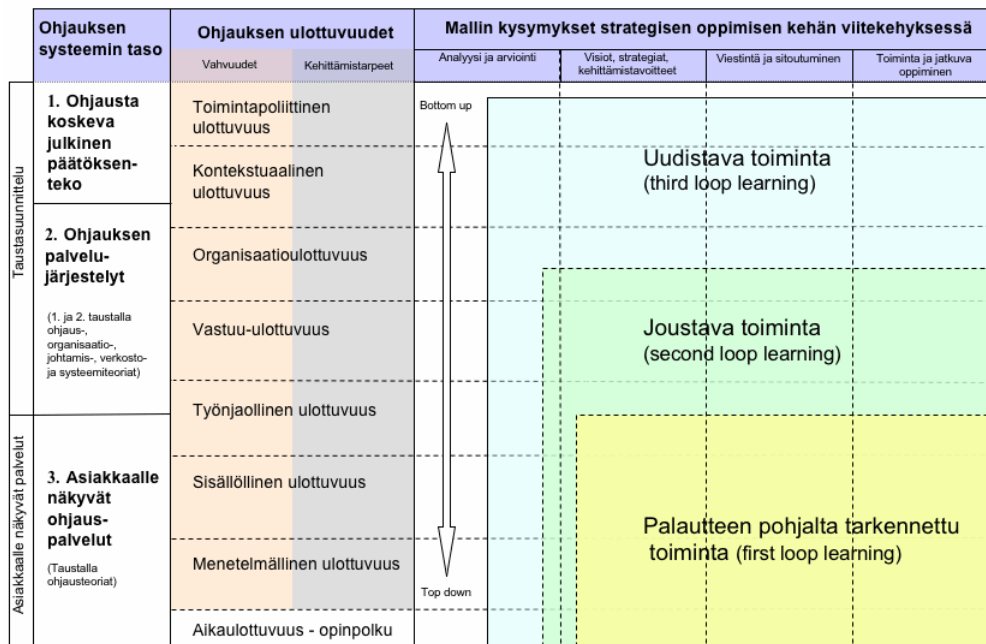 Ohjauksen
systeemin taso
Ohjauksen ulottuvuudet
Vahvuudet
Kehittämistarpeet
Mallin kysymykset strategisen oppimisen kehän viitekehyksessä
Analyysi ja arviointi
Visiot, strategiat,
kehittämistavoitteet
Viestintä ja sitoutuminen
Toiminta ja jatkuva
oppiminen
Taustasuunnittelu
1. Ohjausta
koskeva
julkinen
päätöksen-
teko
2. Ohjauksen
palvelu-
järjestelyt
(1. ja 2. taustalla
ohjaus-,
organisaatio-,
johtamis-, verkosto-
ja systeemiteoriat)
Asiakkaalle näkyvät palvelut
3. Asiakkaalle
näkyvät
ohjaus-
palvelut
(Taustalla
ohjausteoriat)
Toimintapoliittinen
ulottuvuus
Kontekstuaalinen
ulottuvuus
Organisaatioulottuvuus
Vastuu-ulottuvuus
Työnjaollinen ulottuvuus
Sisällöllinen ulottuvuus
Menetelmällinen ulottuvuus
Aikaulottuvuus - opinpolku
Bottom up
Top down
Uudistava toiminta
(third loop learning)
Joustava toiminta
(second loop learning)
Palautteen pohjalta tarkennettu
toiminta (first loop learning)